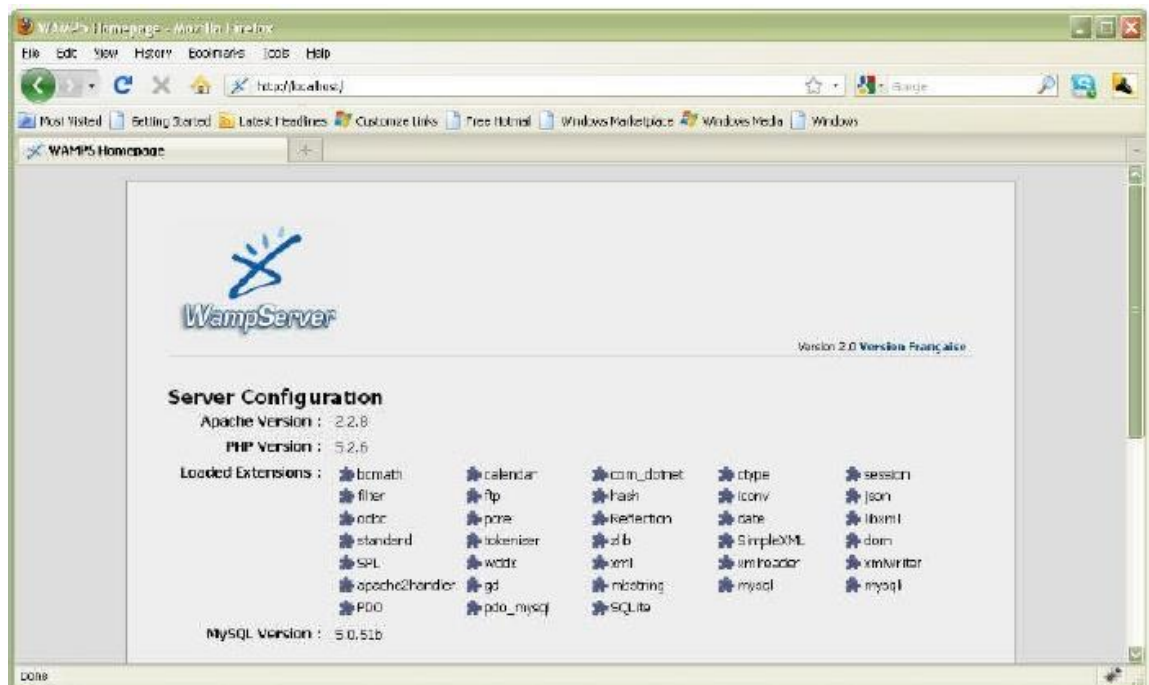 WAMP5 Homepage - Mozilla Firefox
File Edit View History Bookmarks Tools Help
http://localhost/
Google
Most Visited Getting Started Latest Headlines Customize Links Free Hotmail Windows Marketplace Windows Media Windows
WAMP5 Homepage
WampServer
Version 2.0 Version Française
Server Configuration
Apache Version : 2.2.8
PHP Version : 5.2.6
Loaded Extensions : bcmath calendar com_dotnet ctype session
filter ftp hash iconv json
odbc pcre Reflection date libxml
standard tokenizer zlib SimpleXML dom
SPL wddx xml xmlreader xmlwriter
apache2handler gd mbstring mysql mysqli
PDO pdo_mysql SQLite
MySQL Version : 5.0.51b
Done